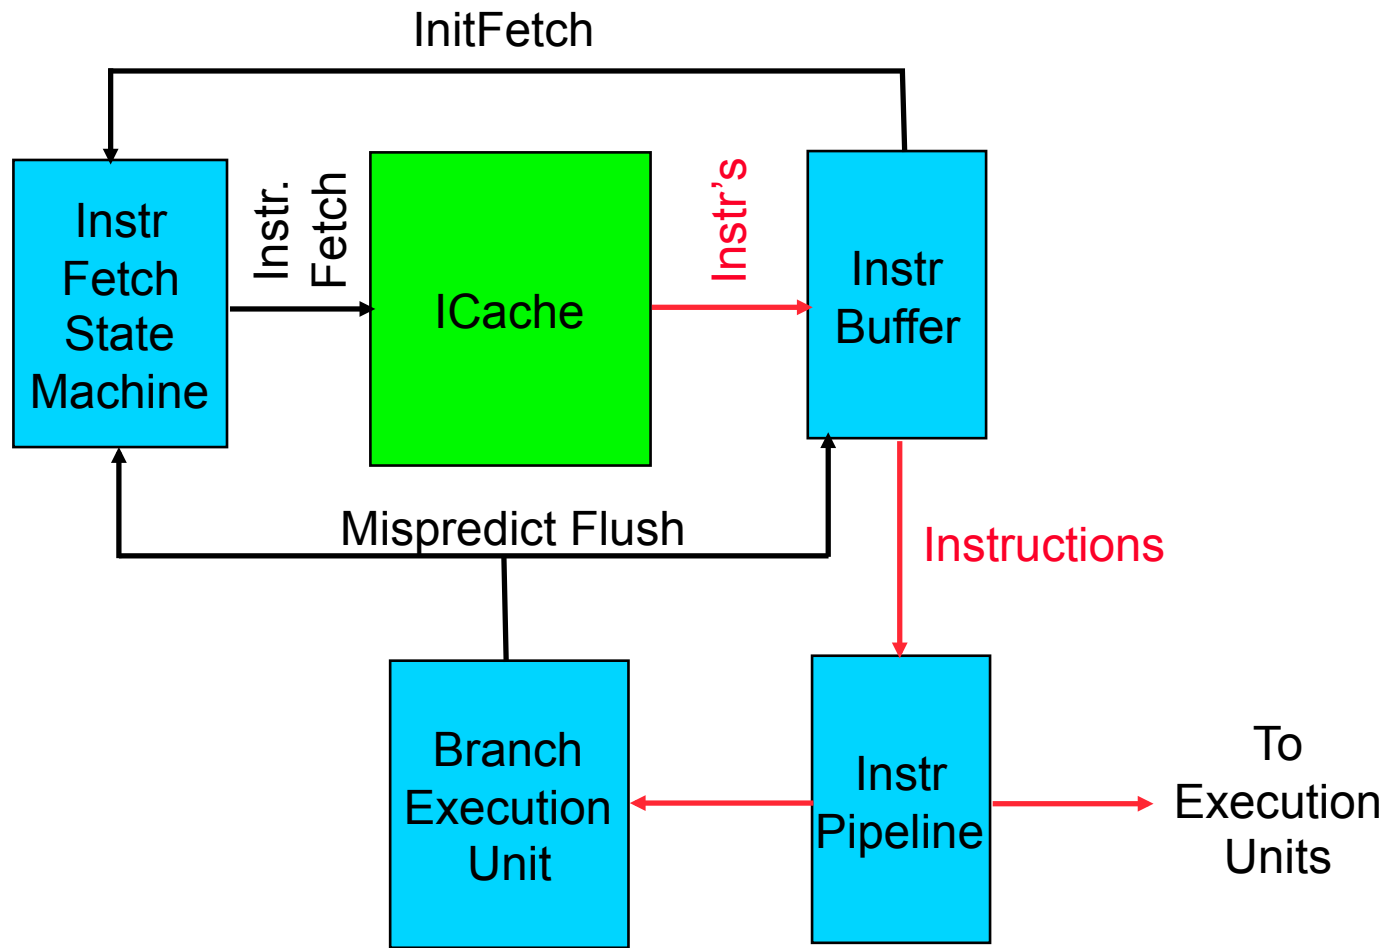 InitFetch
Instr
Fetch
State
Machine
Instr.
Fetch
ICache
Instr’s
Instr
Buffer
Mispredict Flush
Instructions
Branch
Execution
Unit
Instr
Pipeline
To
Execution
Units